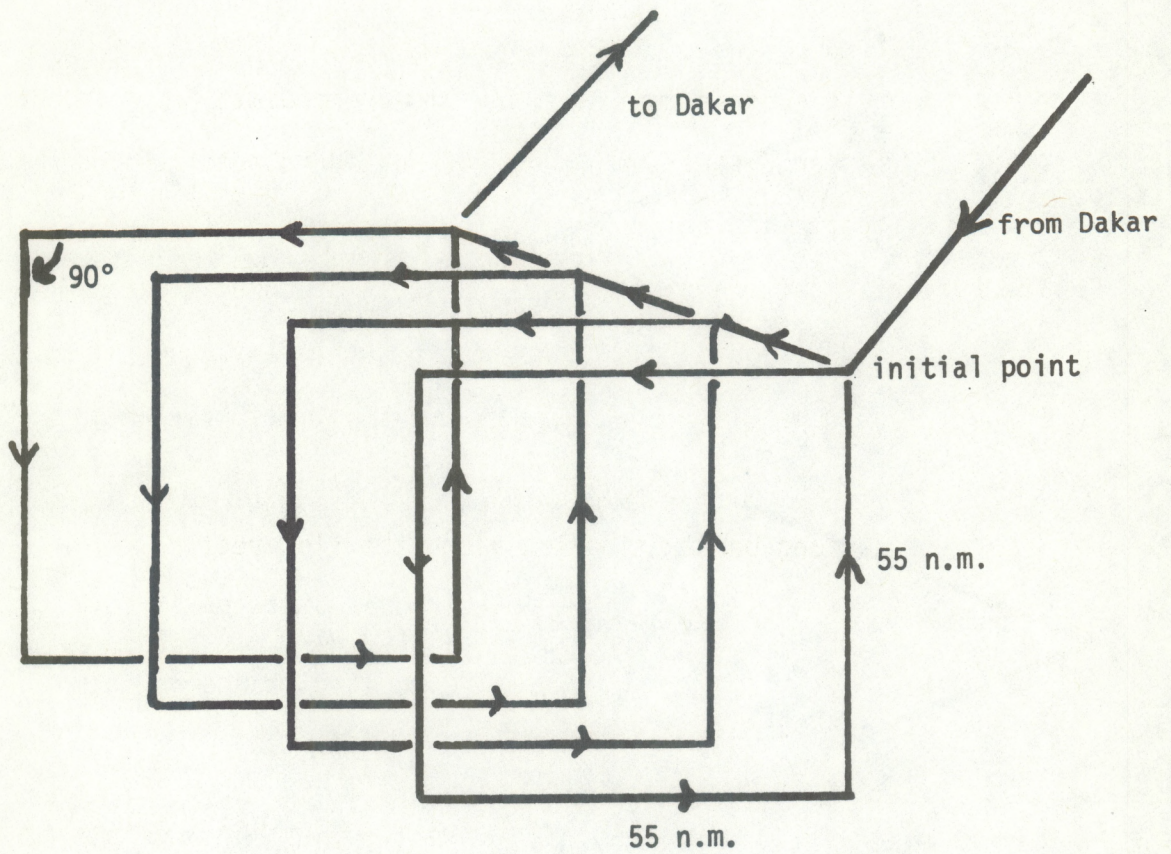 to Dakar
from Dakar
90°
initial point
55 n.m.
55 n.m.